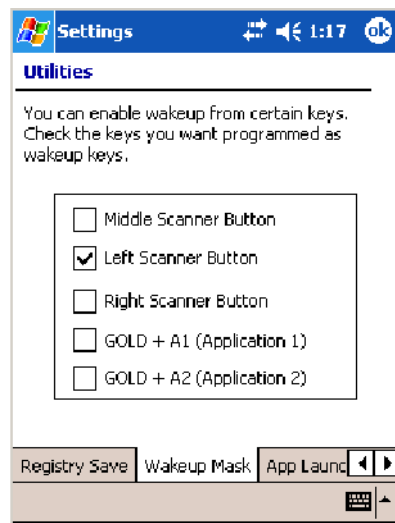 Settings 1:17 ok
Utilities
You can enable wakeup from certain keys.
Check the keys you want programmed as
wakeup keys.
Middle Scanner Button
Left Scanner Button
Right Scanner Button
GOLD + A1 (Application 1)
GOLD + A2 (Application 2)
Registry Save Wakeup Mask App Launc